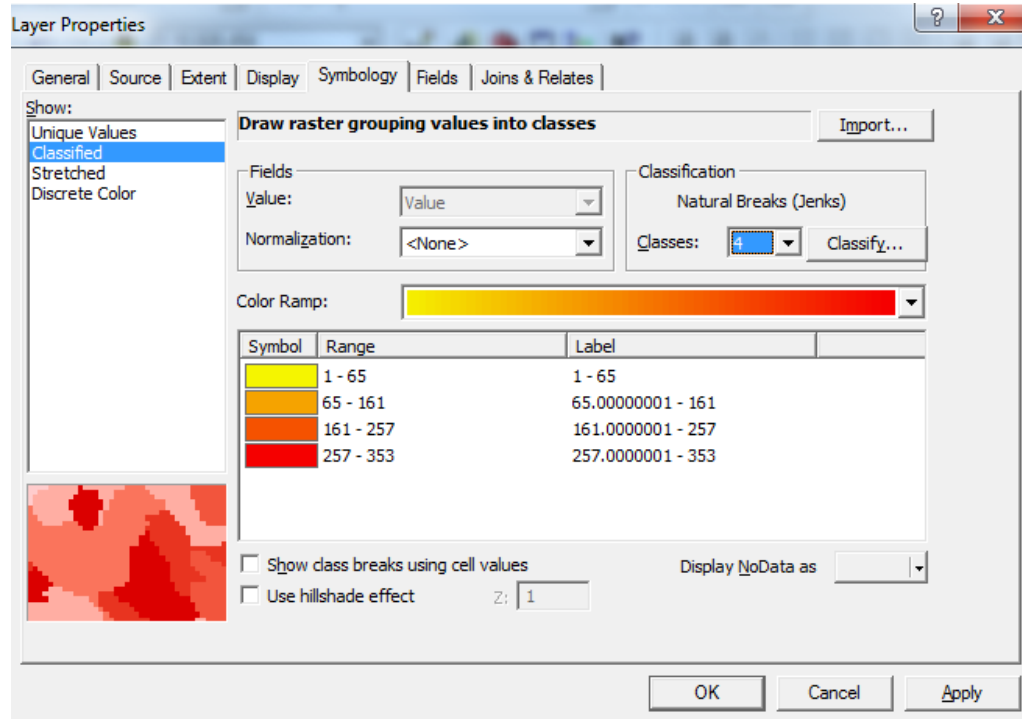 Layer Properties
General Source Extent Display Symbology Fields Joins & Relates
Show:
Unique Values
Classified
Stretched
Discrete Color
Draw raster grouping values into classes
Import...
Fields
Value:
Value
Normalization:
<None>
Classification
Natural Breaks (Jenks)
Classes:
4
Classify...
Color Ramp:
Symbol Range Label
1 - 65 1 - 65
65 - 161 65.00000001 - 161
161 - 257 161.0000001 - 257
257 - 353 257.0000001 - 353
Show class breaks using cell values
Display NoData as
Use hillshade effect
Z: 1
OK Cancel Apply